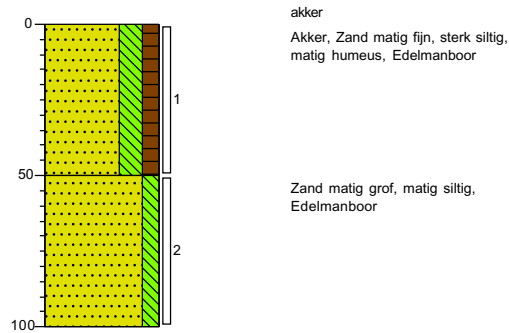 akker
0
Akker, Zand matig fijn, sterk siltig,
matig humeus, Edelmanboor
1
50
Zand matig grof, matig siltig,
Edelmanboor
2
100